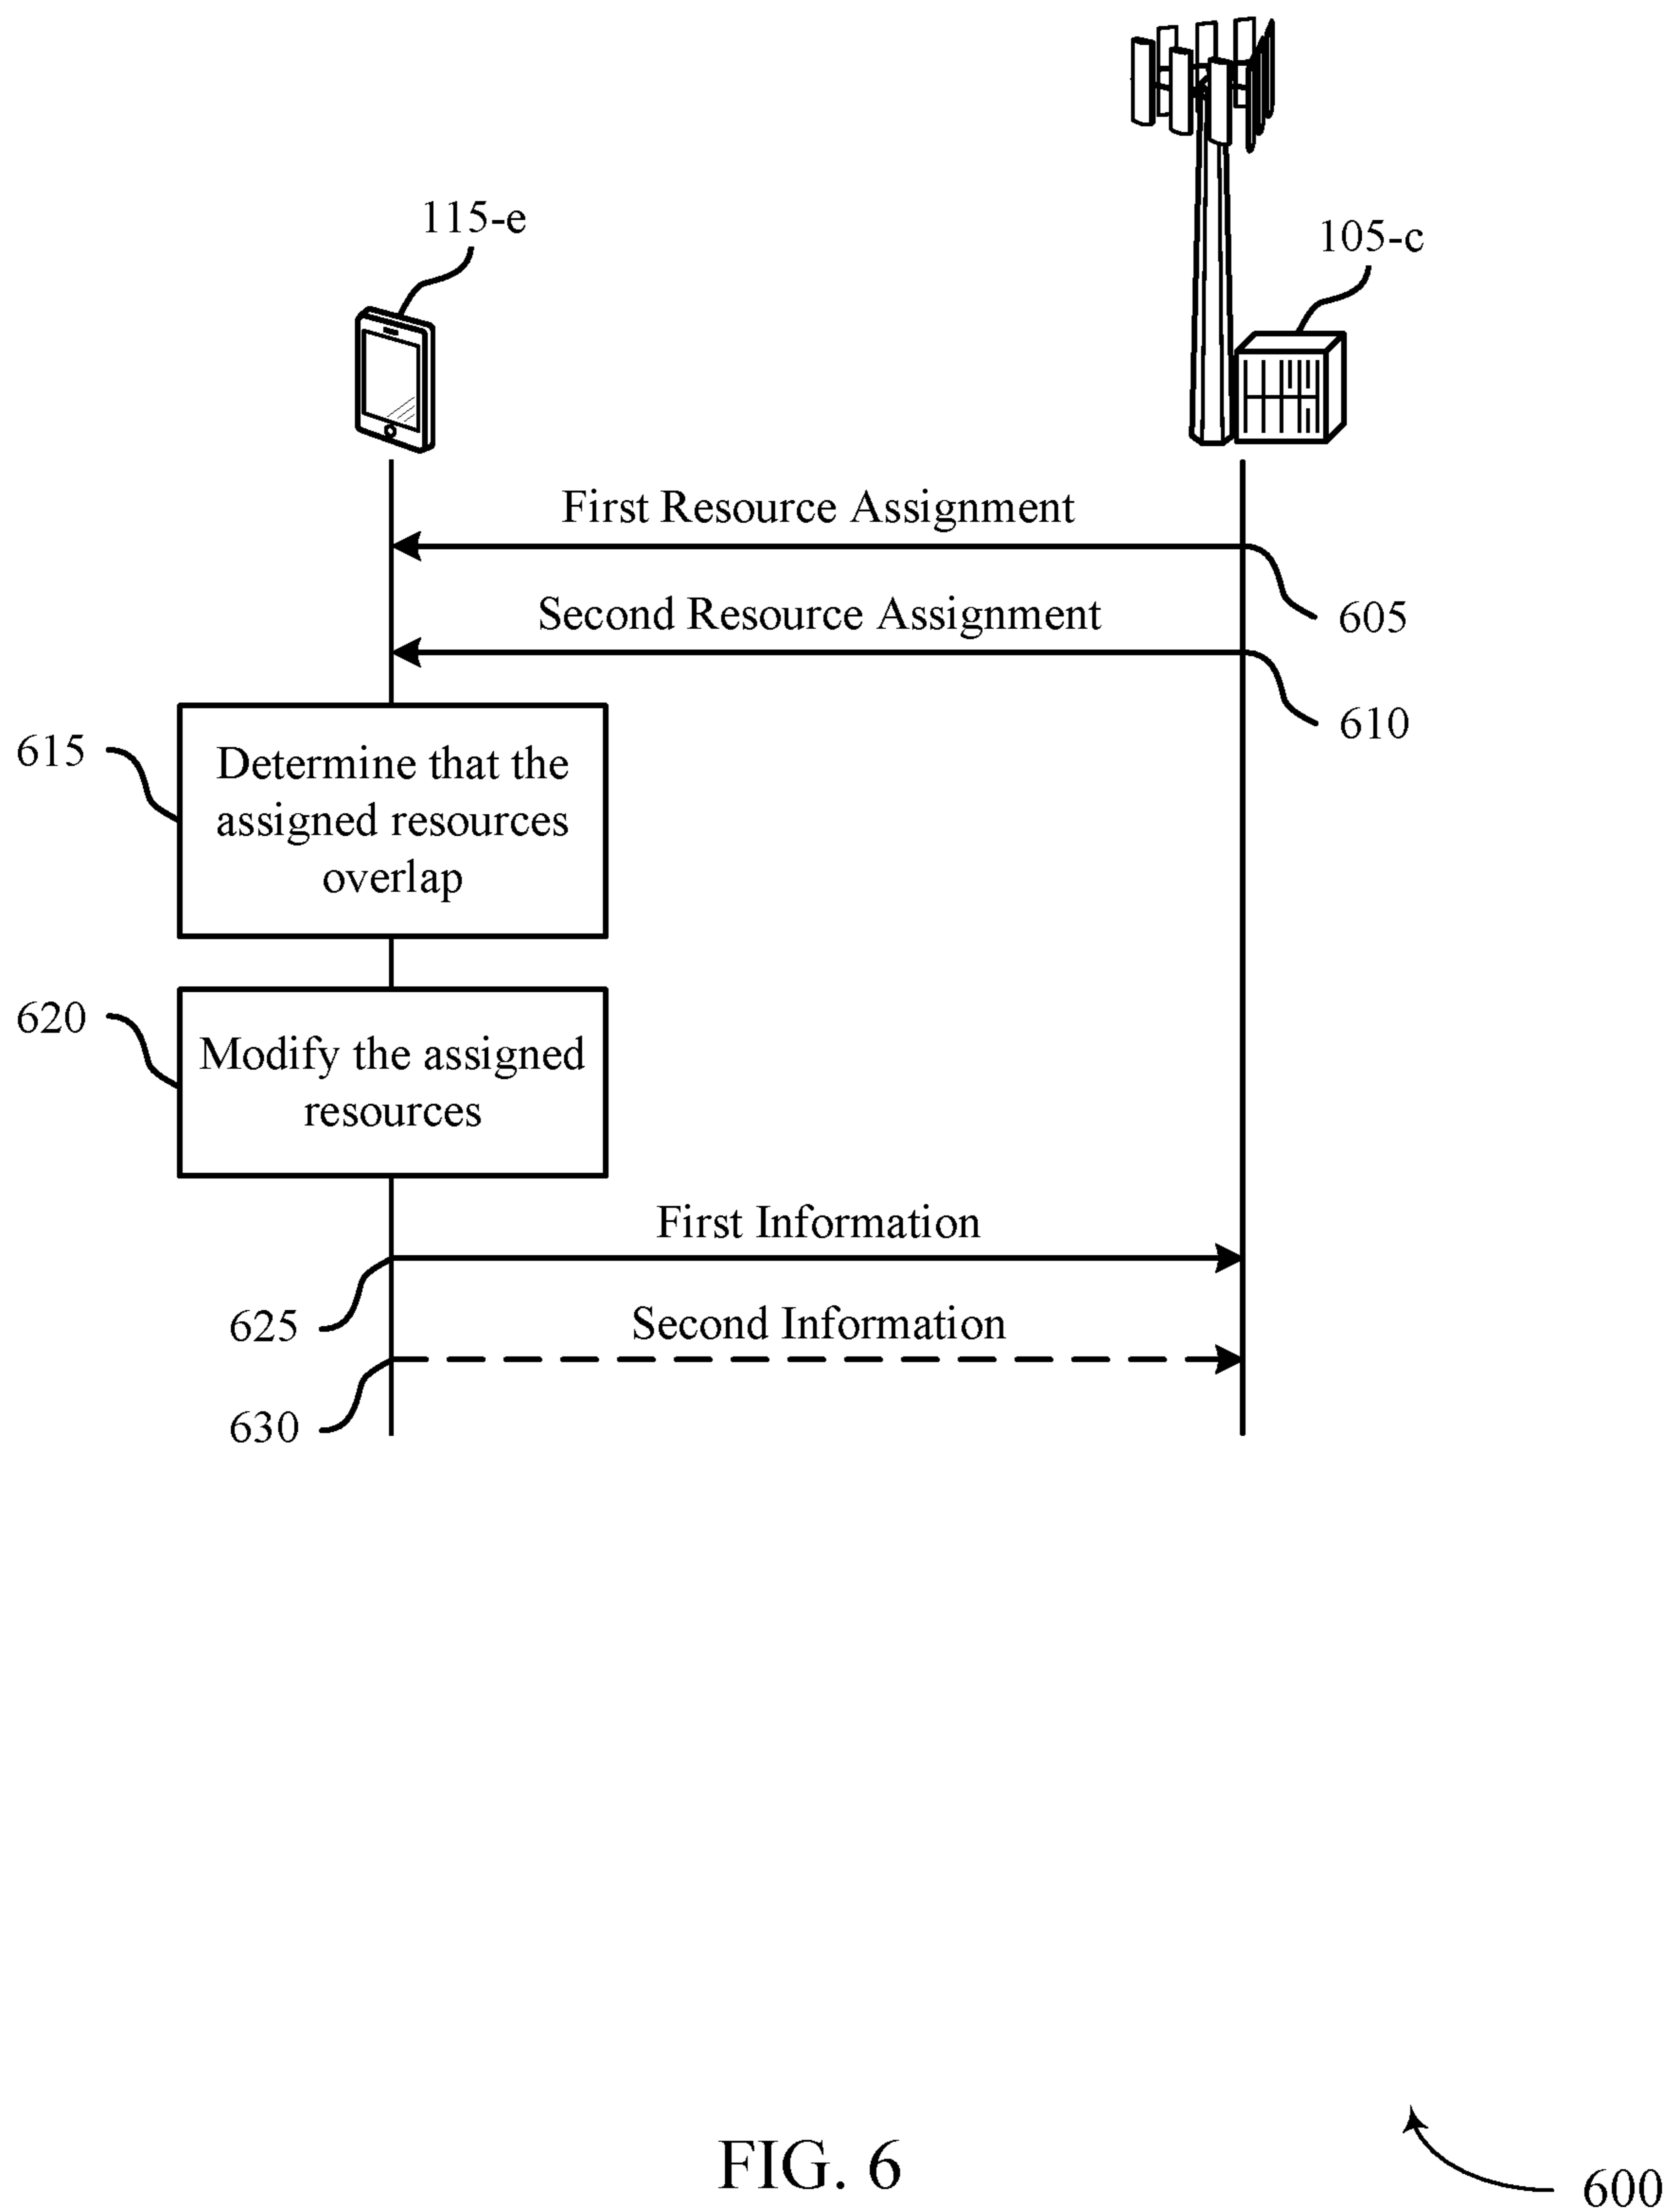 115-e
105-c
First Resource Assignment
605
Second Resource Assignment
610
615
Determine that the
assigned resources
overlap
620
Modify the assigned
resources
First Information
625
Second Information
630
FIG. 6
600